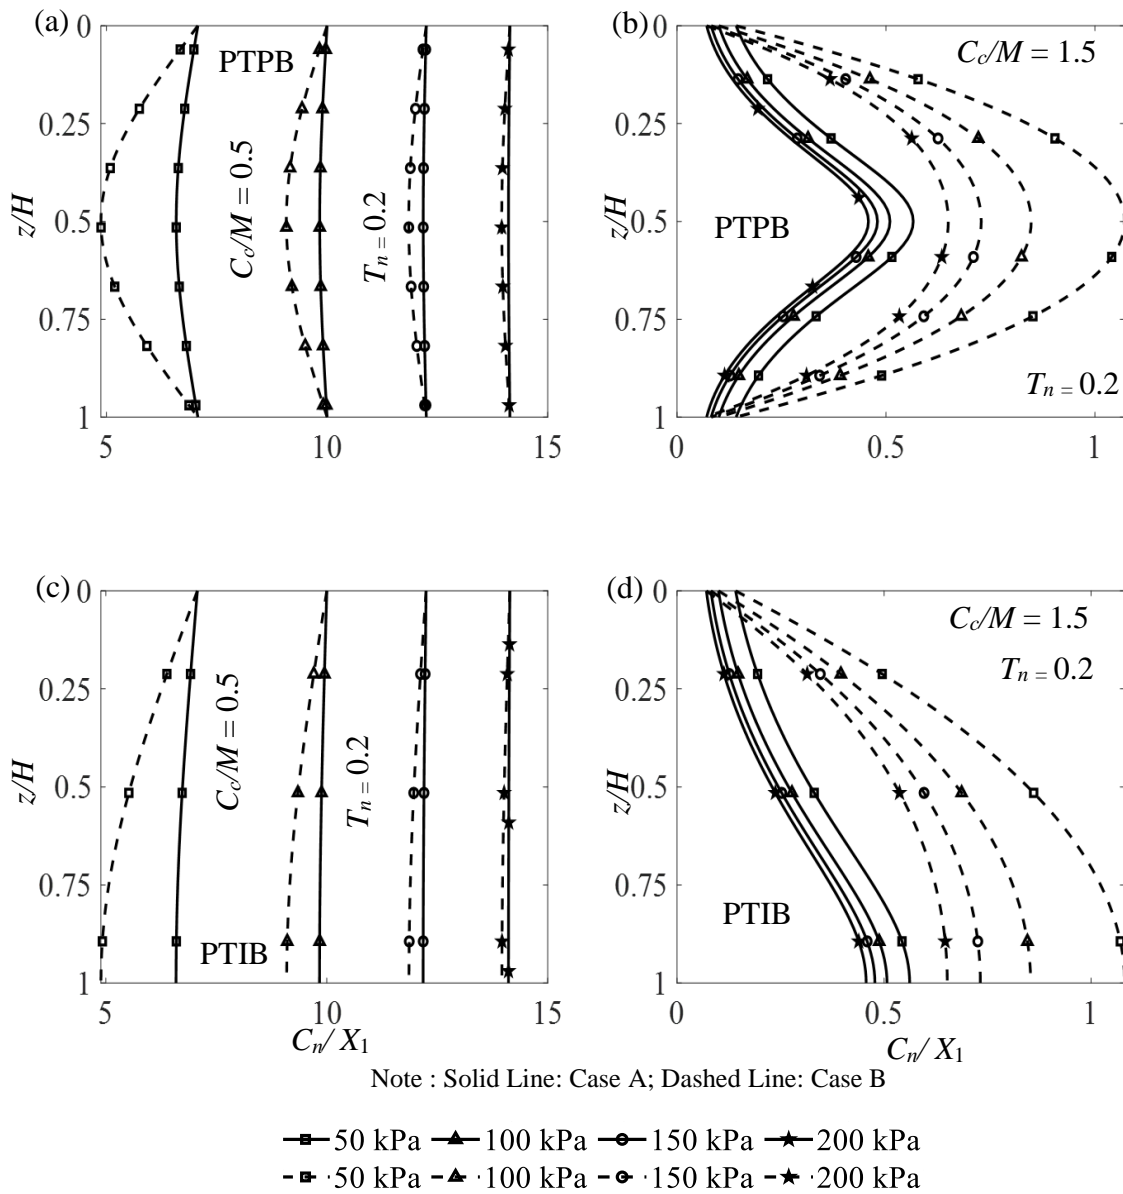 (a)
0
0.25
0.5
0.75
1
z/H
PTPB
C_c/M = 0.5
T_n = 0.2
5
10
15
(b)
0
0.25
0.5
0.75
1
z/H
C_c/M = 1.5
PTPB
T_n = 0.2
0
0.5
1
(c)
0
0.25
0.5
0.75
1
z/H
C_c/M = 0.5
T_n = 0.2
PTIB
5
10
15
C_n/ X_1
(d)
0
0.25
0.5
0.75
1
z/H
C_c/M = 1.5
T_n = 0.2
PTIB
0
0.5
1
C_n/ X_1
Note : Solid Line: Case A; Dashed Line: Case B
50 kPa 100 kPa 150 kPa 200 kPa
50 kPa 100 kPa 150 kPa 200 kPa